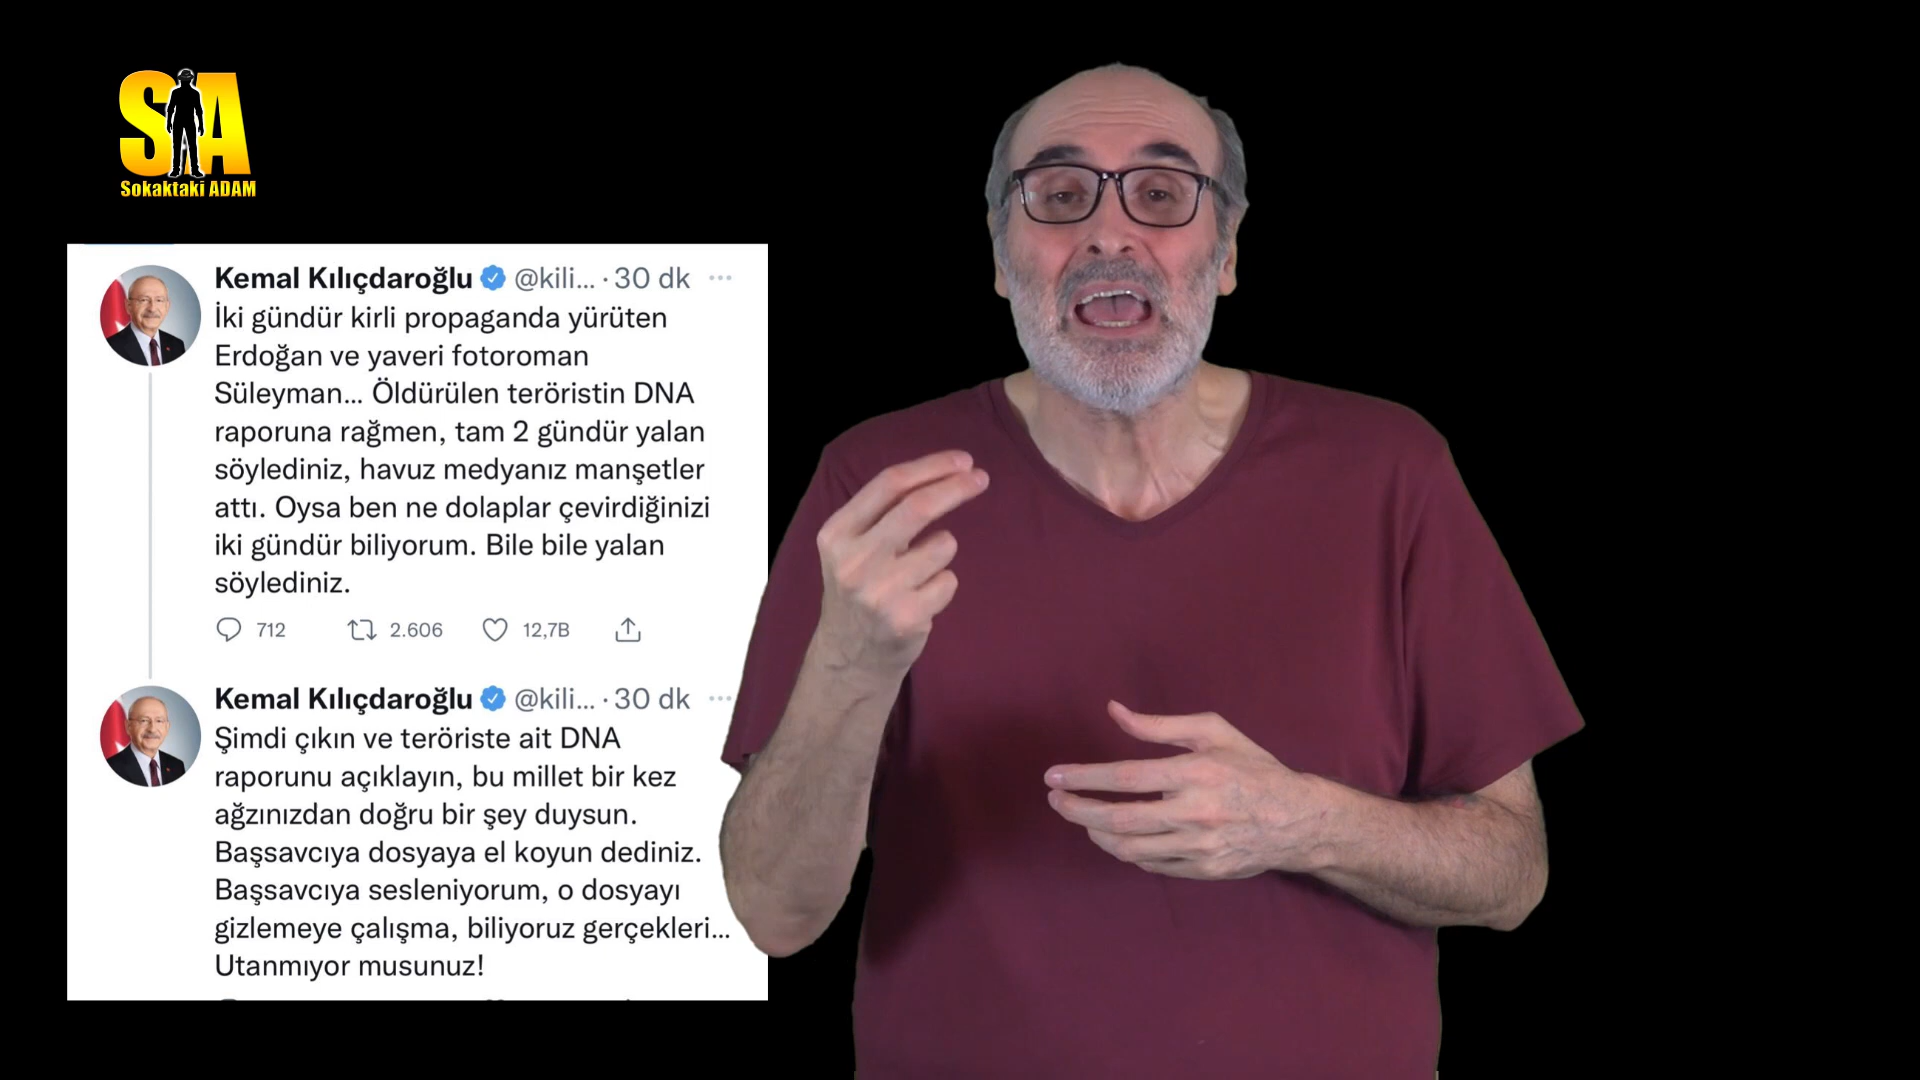 SA
Sokaktaki ADAM
Kemal Kılıçdaroğlu @kili... · 30 dk
İki gündür kirli propaganda yürüten
Erdoğan ve yaveri fotoroman
Süleyman... Öldürülen teröristin DNA
raporuna rağmen, tam 2 gündür yalan
söylediniz, havuz medyanız manşetler
attı. Oysa ben ne dolaplar çevirdiğinizi
iki gündür biliyorum. Bile bile yalan
söylediniz.
712 2.606 12,7B
Kemal Kılıçdaroğlu @kili... · 30 dk
Şimdi çıkın ve teröriste ait DNA
raporunu açıklayın, bu millet bir kez
ağzınızdan doğru bir şey duysun.
Başsavcıya dosyaya el koyun dediniz.
Başsavcıya sesleniyorum, o dosyayı
gizlemeye çalışma, biliyoruz gerçekleri...
Utanmıyor musunuz!